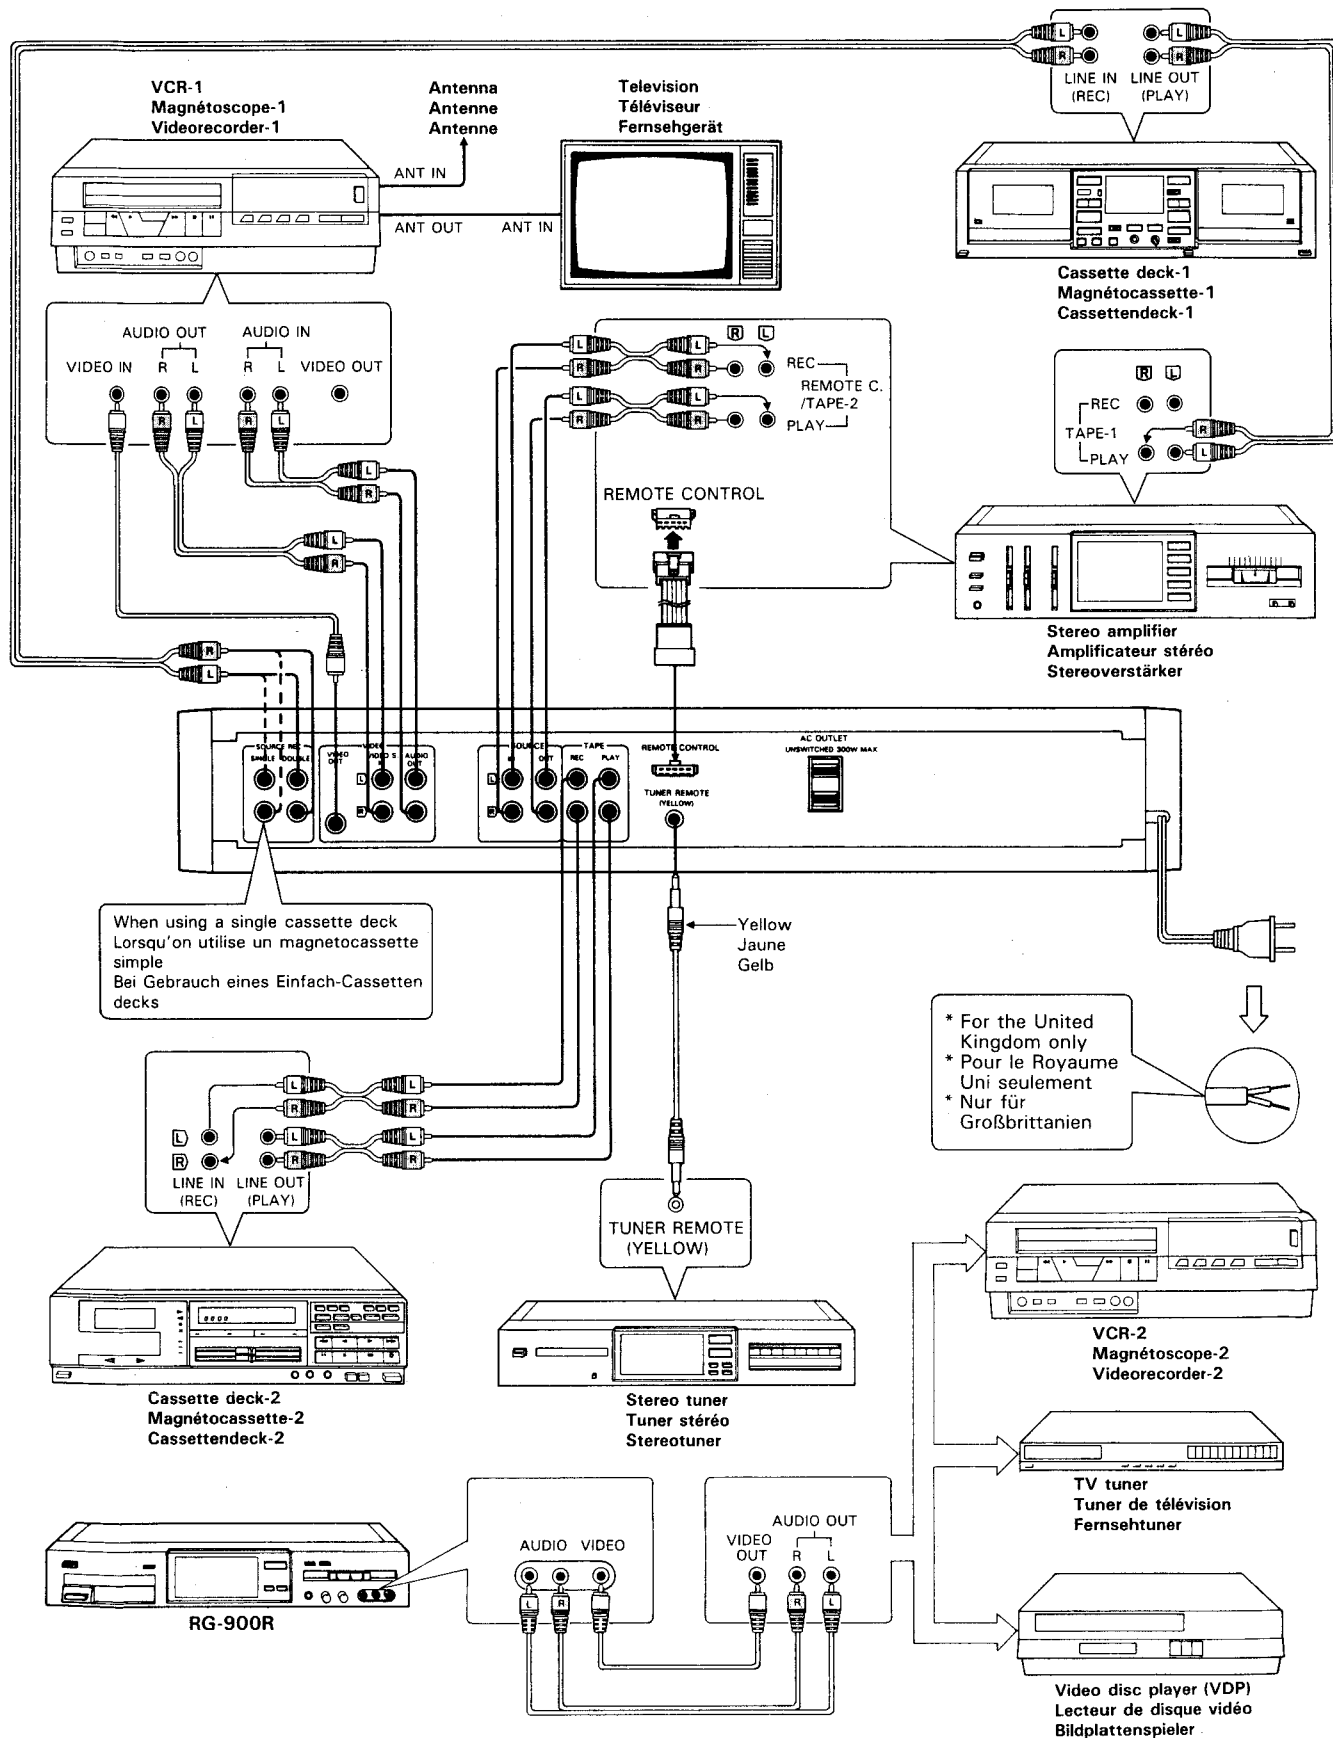 L
R
L
R
LINE IN
(REC)
LINE OUT
(PLAY)
VCR-1
Magnétoscope-1
Videorecorder-1
Antenna
Antenne
Antenne
Television
Téléviseur
Fernsehgerät
ANT IN
ANT OUT
ANT IN
Cassette deck-1
Magnétocassette-1
Cassettendeck-1
AUDIO OUT
AUDIO IN
VIDEO IN
R
L
R
L
VIDEO OUT
R
L
R
L
L
R
L
R
R
L
L
L
R
R
L
L
R
R
REC
REMOTE C.
/TAPE-2
PLAY
REMOTE CONTROL
R
L
REC
TAPE-1
PLAY
R
L
Stereo amplifier
Amplificateur stéréo
Stereoverstärker
R
L
SOURCE REC
SINGLE
DOUBLE
VIDEO
VIDEO
OUT
VIDEO S
IN
AUDIO
OUT
L
R
SOURCE
IN
OUT
TAPE
REC
PLAY
L
R
REMOTE CONTROL
TUNER REMOTE
(YELLOW)
AC OUTLET
UNSWITCHED 300W MAX
When using a single cassette deck
Lorsqu'on utilise un magnetocassette
simple
Bei Gebrauch eines Einfach-Cassetten
decks
Yellow
Jaune
Gelb
* For the United
Kingdom only
* Pour le Royaume
Uni seulement
* Nur für
Großbrittanien
L
L
R
R
L
L
R
R
L
R
LINE IN
(REC)
LINE OUT
(PLAY)
TUNER REMOTE
(YELLOW)
Cassette deck-2
Magnétocassette-2
Cassettendeck-2
Stereo tuner
Tuner stéréo
Stereotuner
VCR-2
Magnétoscope-2
Videorecorder-2
TV tuner
Tuner de télévision
Fernsehtuner
RG-900R
AUDIO
VIDEO
L
R
VIDEO
OUT
AUDIO OUT
R
L
R
L
Video disc player (VDP)
Lecteur de disque vidéo
Bildplattenspieler